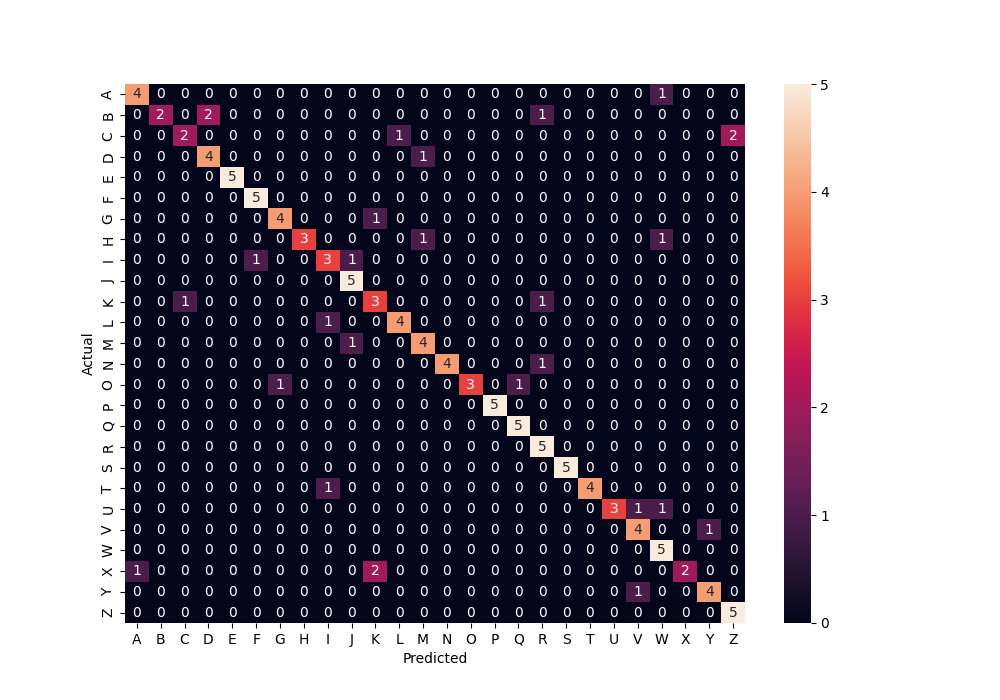 A 4 0 0 0 0 0 0 0 0 0 0 0 0 0 0 0 0 0 0 0 0 0 1 0 0 0
B 0 2 0 2 0 0 0 0 0 0 0 0 0 0 0 0 0 1 0 0 0 0 0 0 0 0
C 0 0 2 0 0 0 0 0 0 0 0 1 0 0 0 0 0 0 0 0 0 0 0 0 0 2
D 0 0 0 4 0 0 0 0 0 0 0 0 1 0 0 0 0 0 0 0 0 0 0 0 0 0
E 0 0 0 0 5 0 0 0 0 0 0 0 0 0 0 0 0 0 0 0 0 0 0 0 0 0
F 0 0 0 0 0 5 0 0 0 0 0 0 0 0 0 0 0 0 0 0 0 0 0 0 0 0
G 0 0 0 0 0 0 4 0 0 0 1 0 0 0 0 0 0 0 0 0 0 0 0 0 0 0
H 0 0 0 0 0 0 0 3 0 0 0 0 1 0 0 0 0 0 0 0 0 0 1 0 0 0
I 0 0 0 0 0 1 0 0 3 1 0 0 0 0 0 0 0 0 0 0 0 0 0 0 0 0
J 0 0 0 0 0 0 0 0 0 5 0 0 0 0 0 0 0 0 0 0 0 0 0 0 0 0
K 0 0 1 0 0 0 0 0 0 0 3 0 0 0 0 0 0 1 0 0 0 0 0 0 0 0
L 0 0 0 0 0 0 0 0 1 0 0 4 0 0 0 0 0 0 0 0 0 0 0 0 0 0
M 0 0 0 0 0 0 0 0 0 1 0 0 4 0 0 0 0 0 0 0 0 0 0 0 0 0
N 0 0 0 0 0 0 0 0 0 0 0 0 0 4 0 0 0 1 0 0 0 0 0 0 0 0
O 0 0 0 0 0 0 1 0 0 0 0 0 0 0 3 0 1 0 0 0 0 0 0 0 0 0
P 0 0 0 0 0 0 0 0 0 0 0 0 0 0 0 5 0 0 0 0 0 0 0 0 0 0
Q 0 0 0 0 0 0 0 0 0 0 0 0 0 0 0 0 5 0 0 0 0 0 0 0 0 0
R 0 0 0 0 0 0 0 0 0 0 0 0 0 0 0 0 0 5 0 0 0 0 0 0 0 0
S 0 0 0 0 0 0 0 0 0 0 0 0 0 0 0 0 0 0 5 0 0 0 0 0 0 0
T 0 0 0 0 0 0 0 0 1 0 0 0 0 0 0 0 0 0 0 4 0 0 0 0 0 0
U 0 0 0 0 0 0 0 0 0 0 0 0 0 0 0 0 0 0 0 0 3 1 1 0 0 0
V 0 0 0 0 0 0 0 0 0 0 0 0 0 0 0 0 0 0 0 0 0 4 0 0 1 0
W 0 0 0 0 0 0 0 0 0 0 0 0 0 0 0 0 0 0 0 0 0 0 5 0 0 0
X 1 0 0 0 0 0 0 0 0 0 2 0 0 0 0 0 0 0 0 0 0 0 0 2 0 0
Y 0 0 0 0 0 0 0 0 0 0 0 0 0 0 0 0 0 0 0 0 0 1 0 0 4 0
Z 0 0 0 0 0 0 0 0 0 0 0 0 0 0 0 0 0 0 0 0 0 0 0 0 0 5
A B C D E F G H I J K L M N O P Q R S T U V W X Y Z
Predicted
Actual
5
4
3
2
1
0